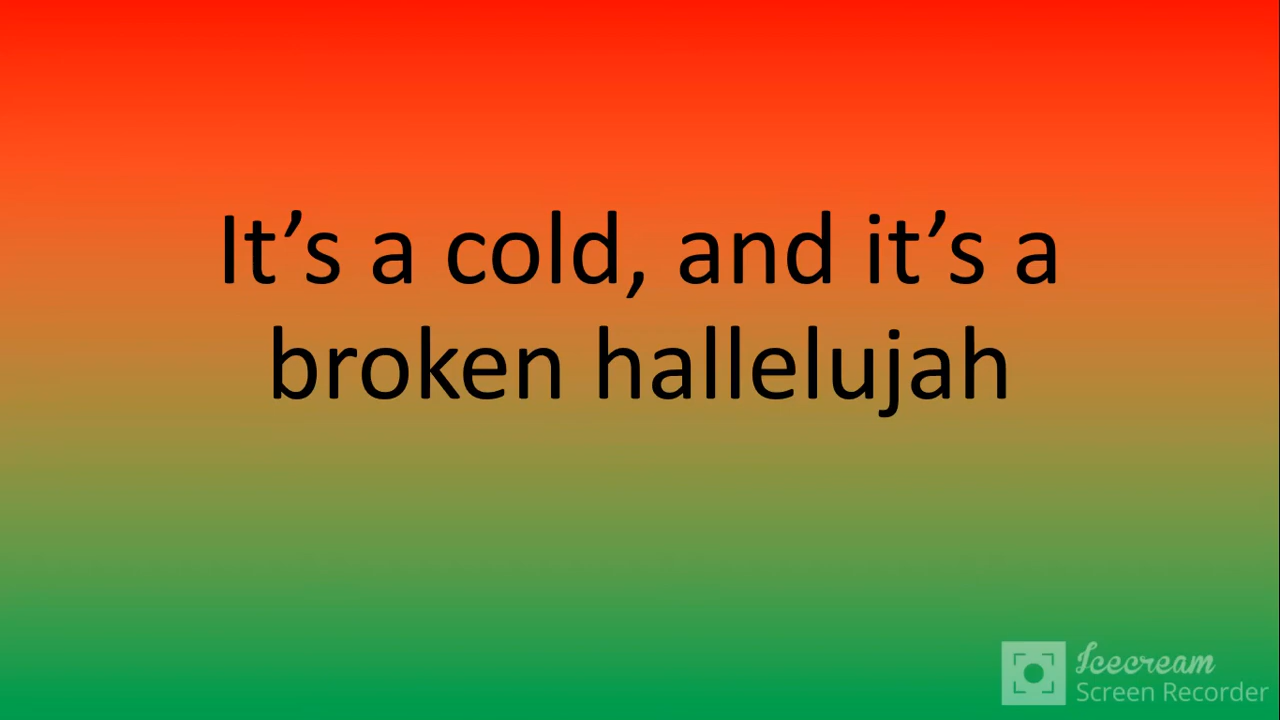 It’s a cold, and it’s a
broken hallelujah
Icecream
Screen Recorder